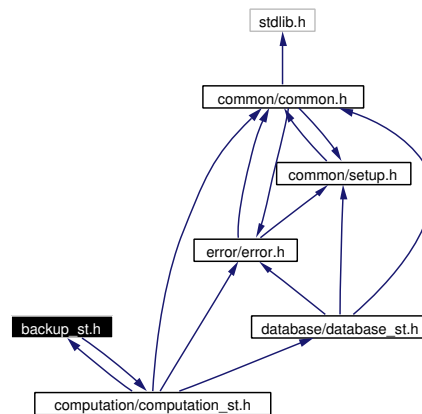 stdlib.h
common/common.h
common/setup.h
error/error.h
backup_st.h
database/database_st.h
computation/computation_st.h